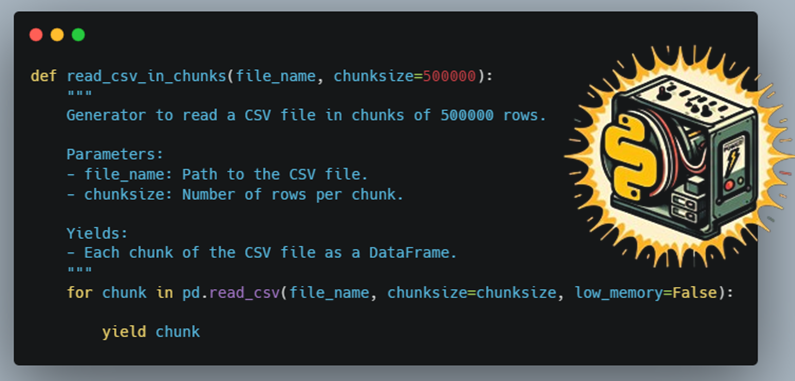 def read_csv_in_chunks(file_name, chunksize=500000):
"""
Generator to read a CSV file in chunks of 500000 rows.
Parameters:
- file_name: Path to the CSV file.
- chunksize: Number of rows per chunk.
Yields:
- Each chunk of the CSV file as a DataFrame.
"""
for chunk in pd.read_csv(file_name, chunksize=chunksize, low_memory=False):
yield chunk